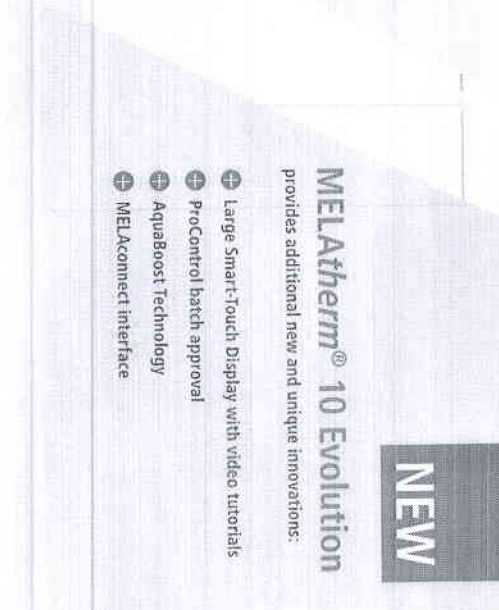 NEW
MELAtherm® 10 Evolution
provides additional new and unique innovations:
Large Smart-Touch Display with video tutorials
ProControl batch approval
AquaBoost Technology
MELAconnect interface